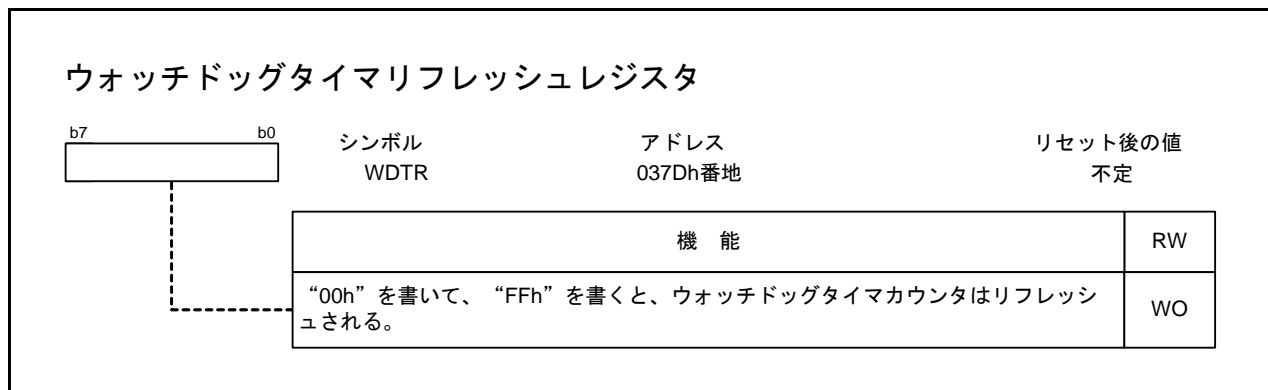 ウォッチドッグタイマリフレッシュレジスタ
b7 b0
シンボル アドレス リセット後の値
WDTR 037Dh番地 不定
機 能 RW
“00h”を書いて、“FFh”を書くと、ウォッチドッグタイマカウンタはリフレッシ
ュされる。 WO